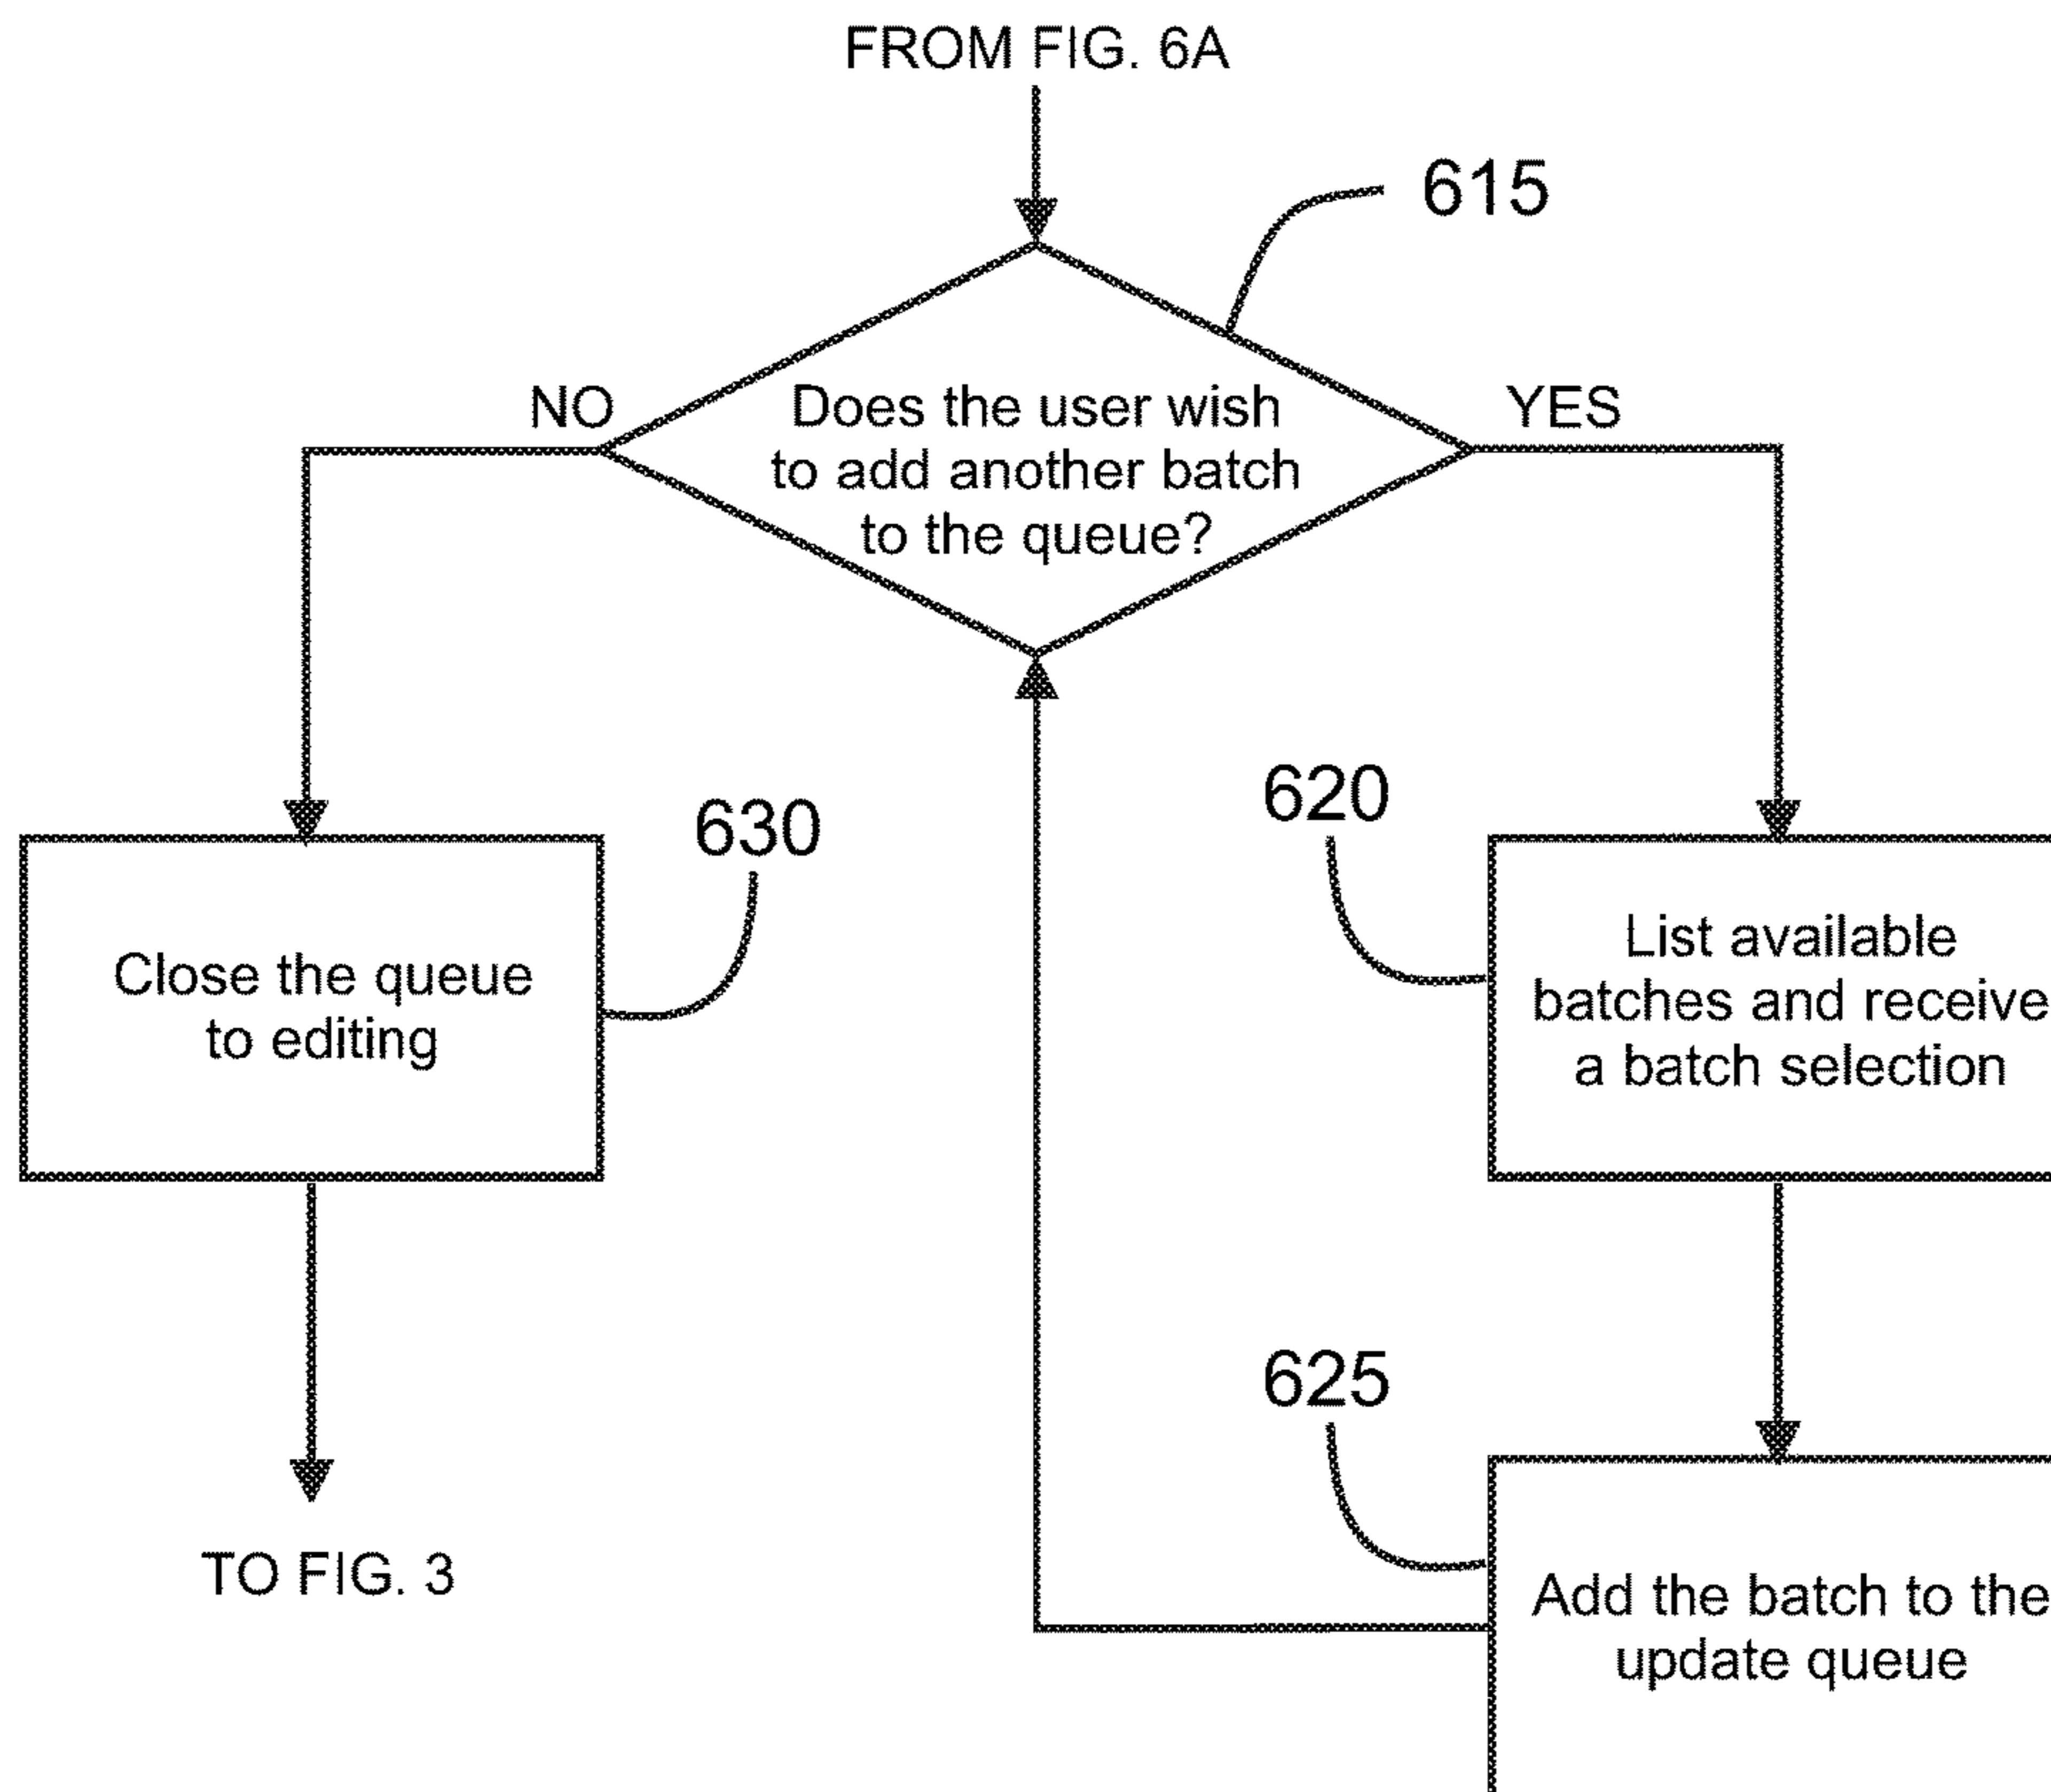 FROM FIG. 6A
615
NO
YES
Does the user wish
to add another batch
to the queue?
630
620
Close the queue
to editing
List available
batches and receive
a batch selection
625
TO FIG. 3
Add the batch to the
update queue